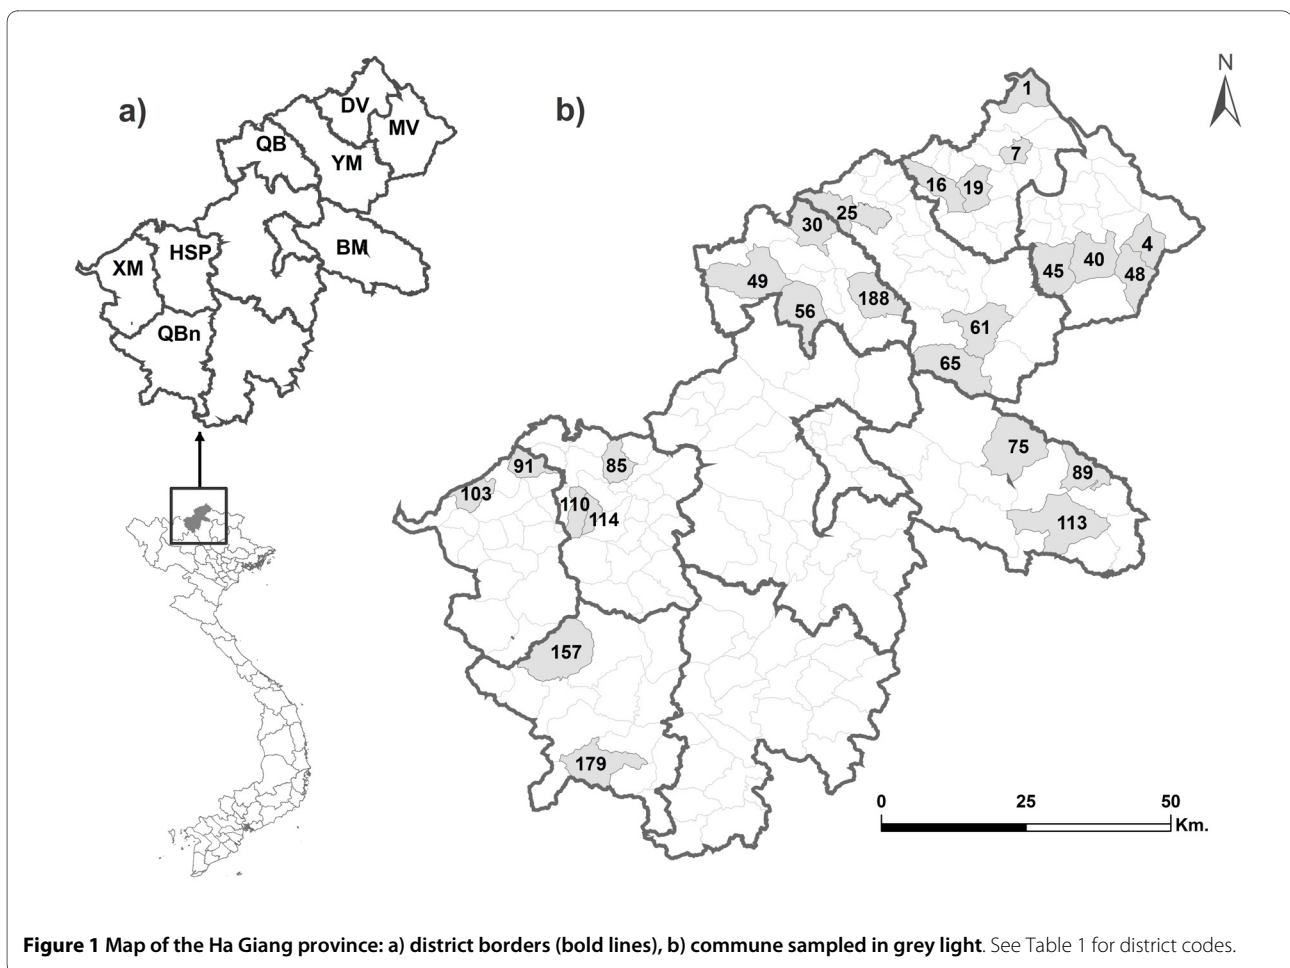 a)
DV
MV
QB
YM
HSP
BM
XM
QBn
b)
N
1
7
16
19
25
30
4
45
40
48
49
188
56
61
65
75
89
91
85
103
110
114
113
157
179
0 25 50
Km.
Figure 1 Map of the Ha Giang province: a) district borders (bold lines), b) commune sampled in grey light. See Table 1 for district codes.